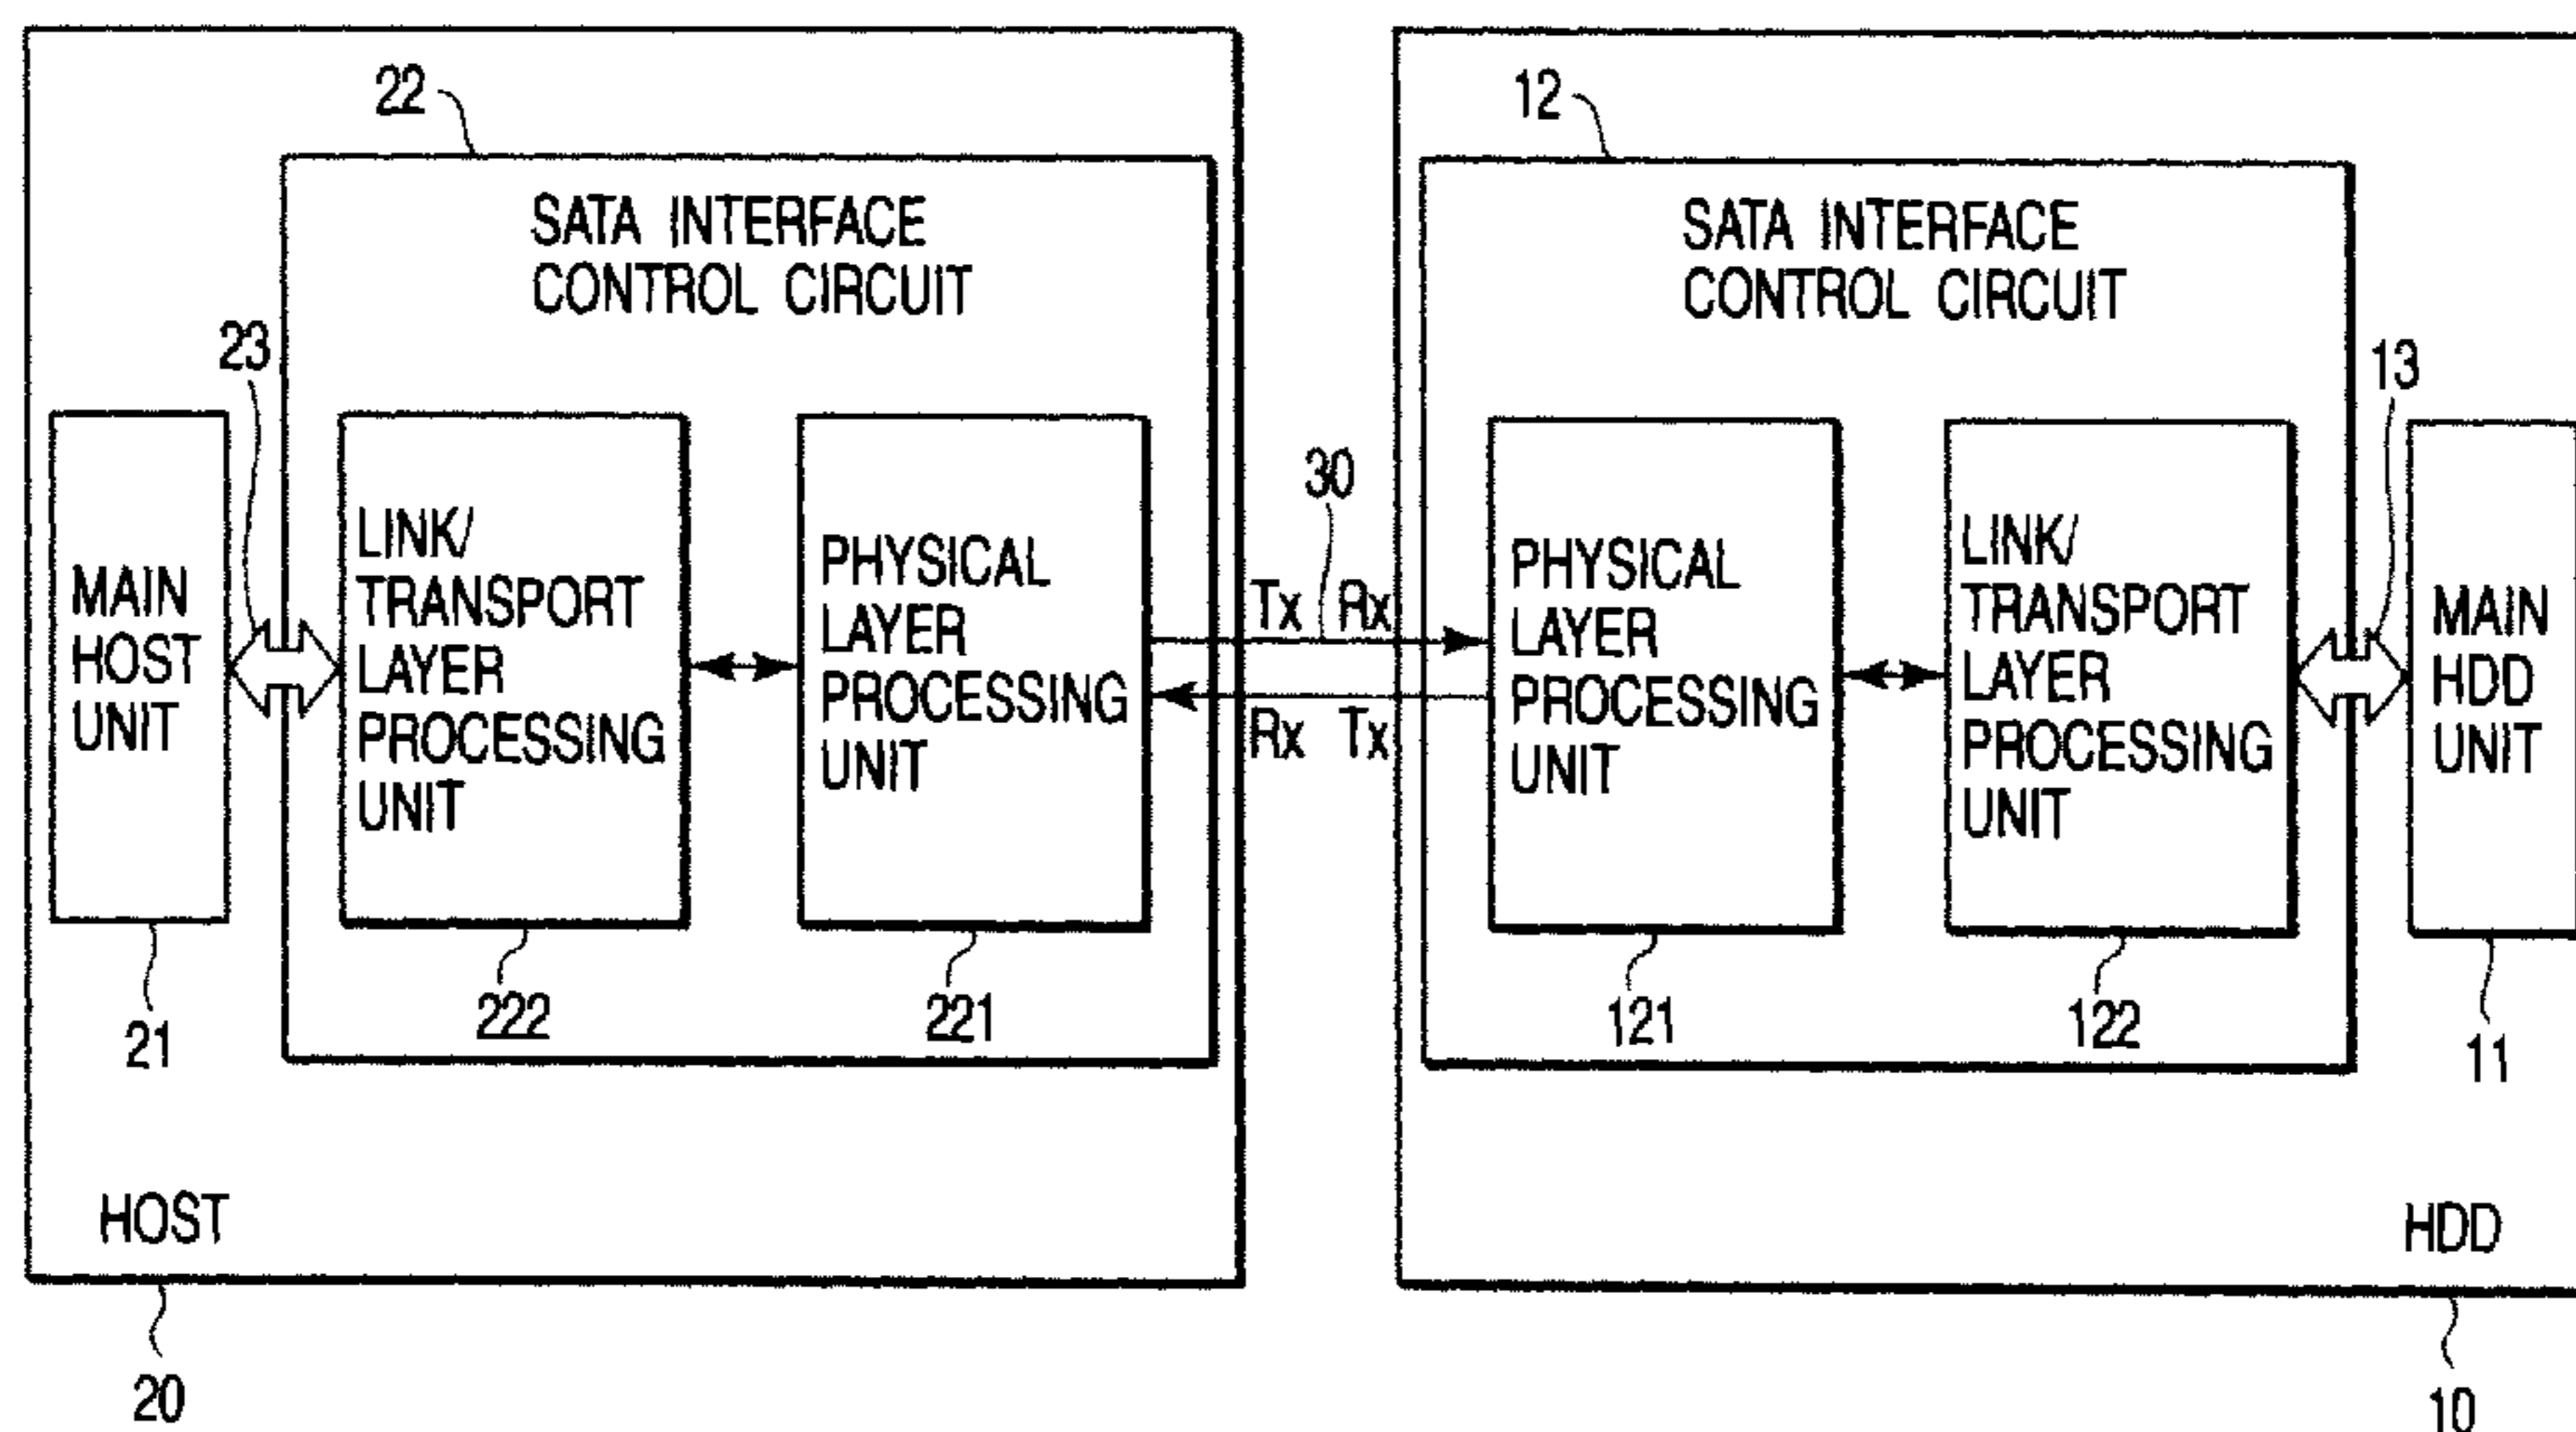 22
12
SATA INTERFACE
CONTROL CIRCUIT
SATA INTERFACE
CONTROL CIRCUIT
23
13
30
MAIN
HOST
UNIT
LINK/
TRANSPORT
LAYER
PROCESSING
UNIT
PHYSICAL
LAYER
PROCESSING
UNIT
Tx Rx
Rx Tx
PHYSICAL
LAYER
PROCESSING
UNIT
LINK/
TRANSPORT
LAYER
PROCESSING
UNIT
MAIN
HDD
UNIT
21
222
221
121
122
11
HOST
HDD
20
10